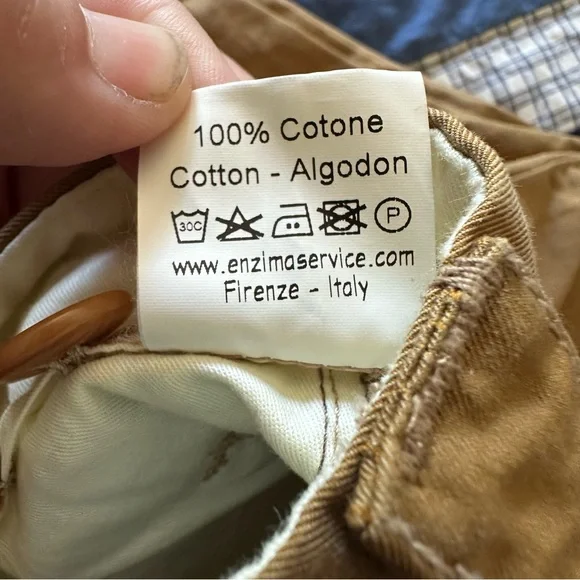 100% Cotone
Cotton - Algodon
30C P
www.enzimaservice.com
Firenze - Italy